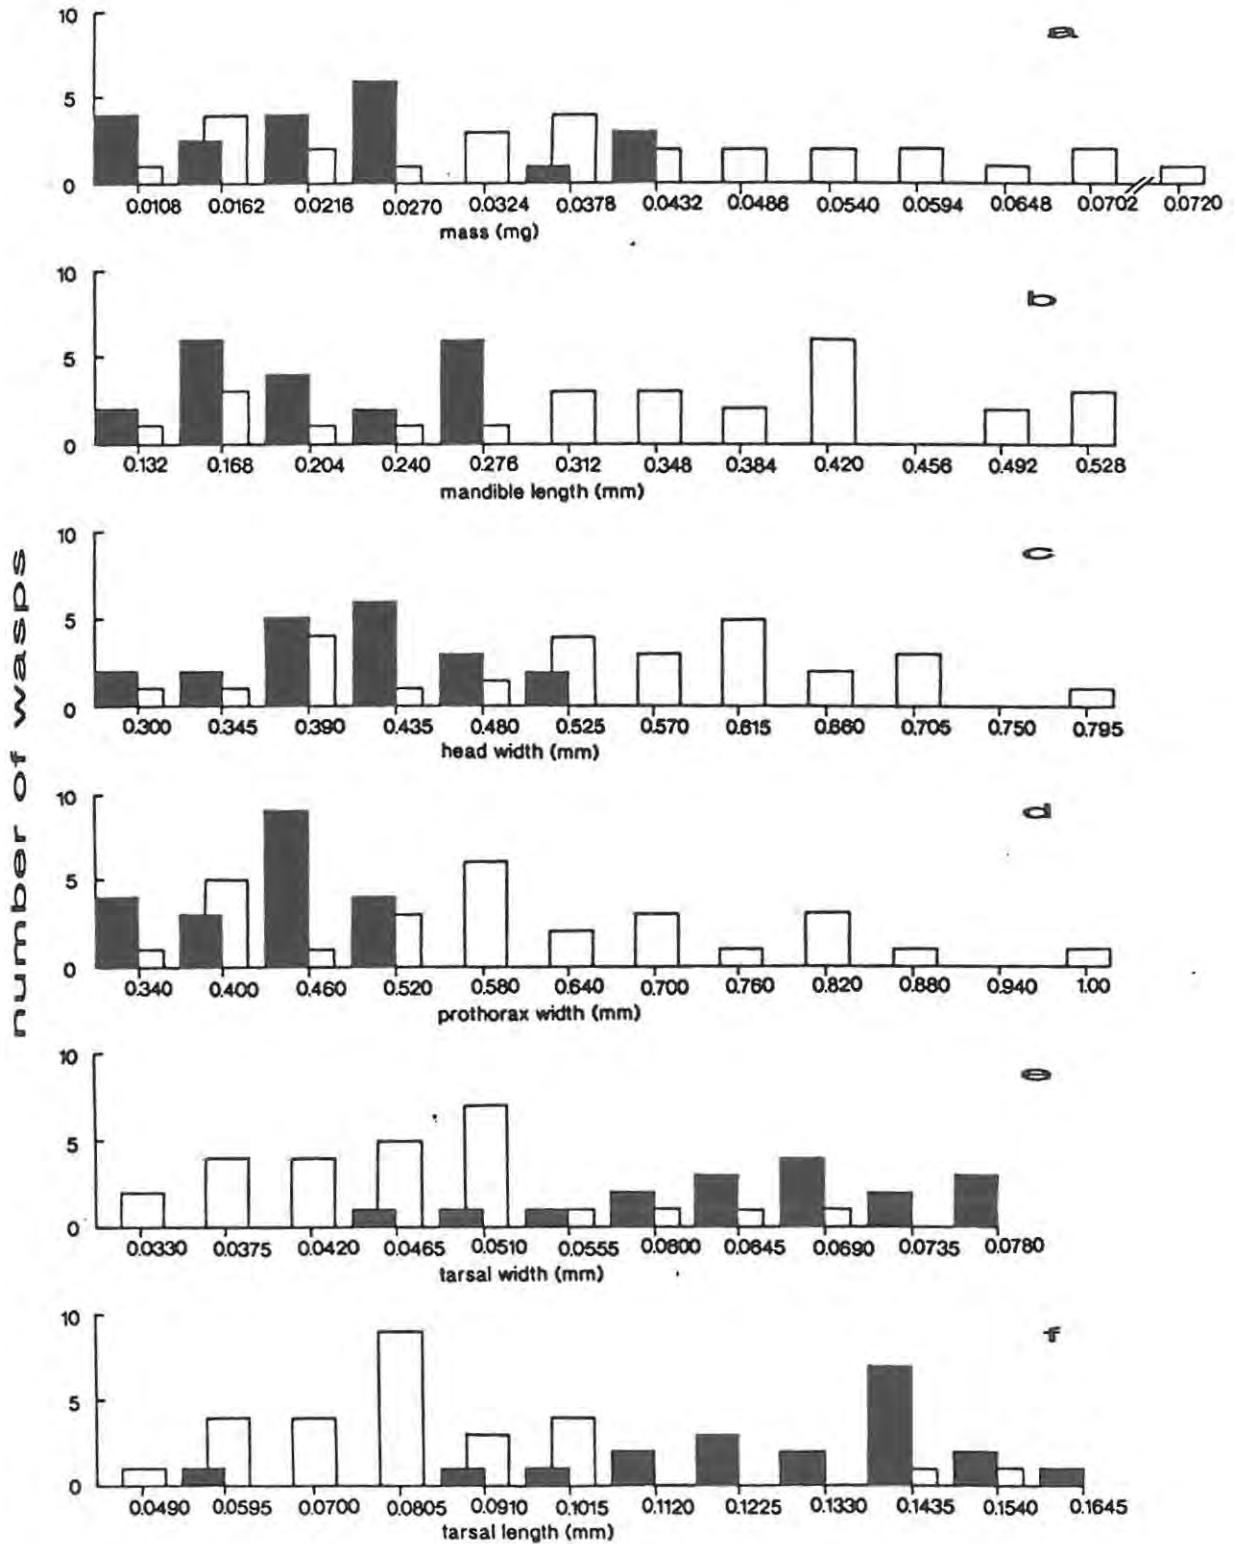 number of wasps
10
a
5
0
0.0108 0.0162 0.0216 0.0270 0.0324 0.0378 0.0432 0.0486 0.0540 0.0594 0.0648 0.0702 0.0720
mass (mg)
10
b
5
0
0.132 0.168 0.204 0.240 0.276 0.312 0.348 0.384 0.420 0.456 0.492 0.528
mandible length (mm)
10
c
5
0
0.300 0.345 0.390 0.435 0.480 0.525 0.570 0.615 0.660 0.705 0.750 0.795
head width (mm)
10
d
5
0
0.340 0.400 0.460 0.520 0.580 0.640 0.700 0.760 0.820 0.880 0.940 1.00
prothorax width (mm)
10
e
5
0
0.0330 0.0375 0.0420 0.0465 0.0510 0.0555 0.0600 0.0645 0.0690 0.0735 0.0780
tarsal width (mm)
10
f
5
0
0.0490 0.0595 0.0700 0.0805 0.0910 0.1015 0.1120 0.1225 0.1330 0.1435 0.1540 0.1645
tarsal length (mm)